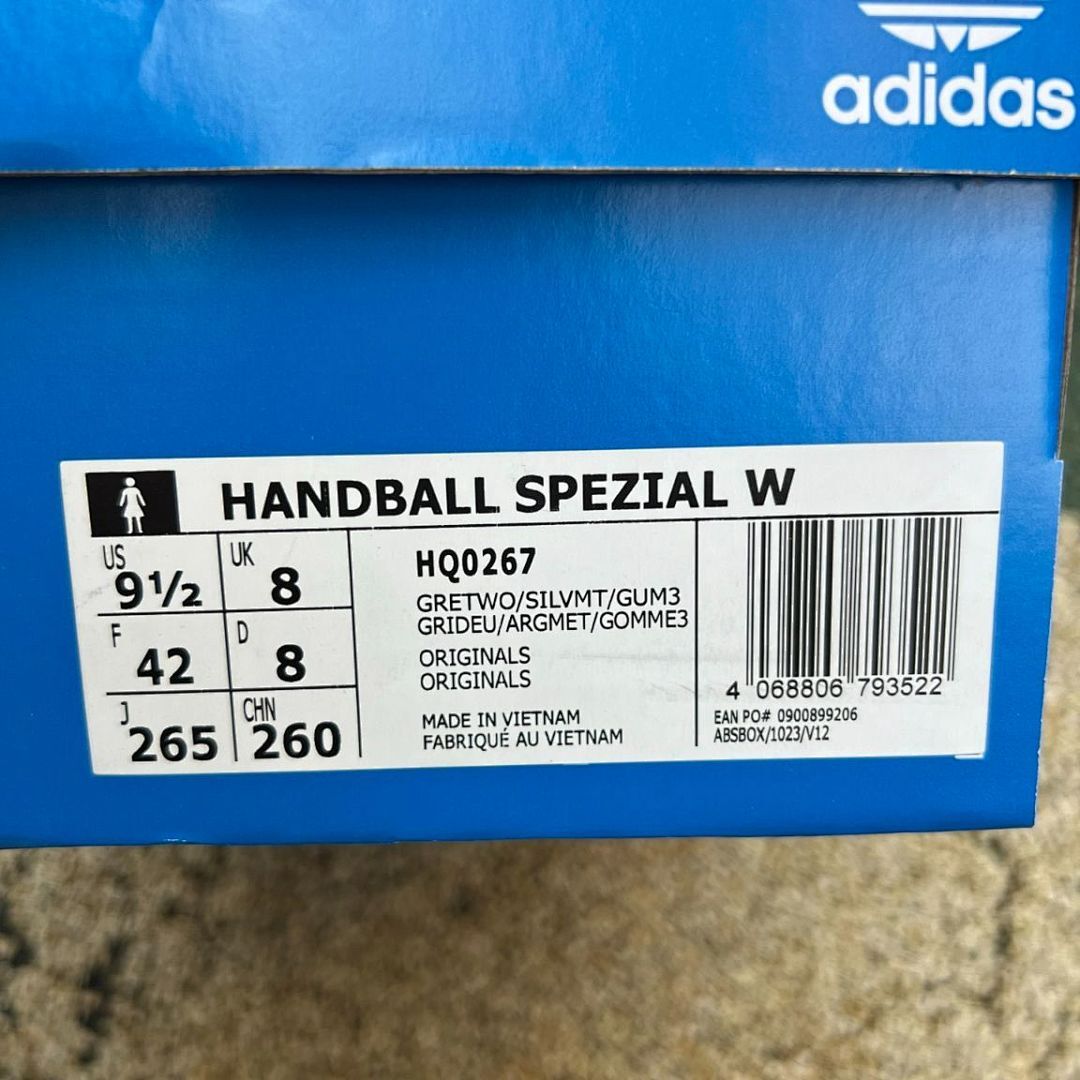 adidas
HANDBALL SPEZIAL W
US
9½
UK
8
F
42
D
8
J
265
CHN
260
HQ0267
GRETWO/SILVMT/GUM3
GRIDEU/ARGMET/GOMME3
ORIGINALS
ORIGINALS
MADE IN VIETNAM
FABRIQUÉ AU VIETNAM
4 068806 793522
EAN PO# 0900899206
ABSBOX/1023/V12